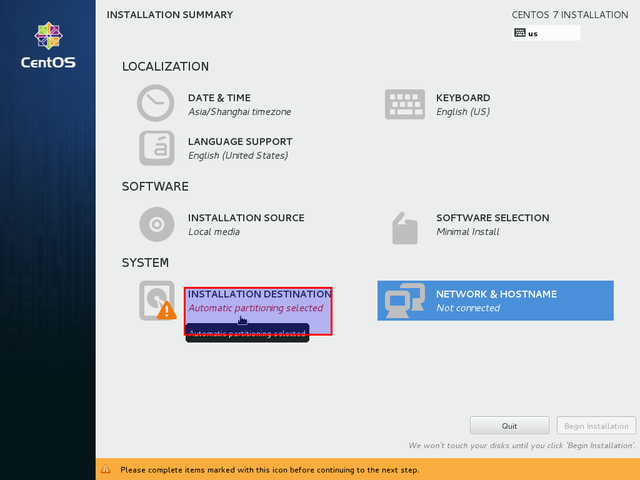 INSTALLATION SUMMARY
CENTOS 7 INSTALLATION
us
CentOS
LOCALIZATION
DATE & TIME
Asia/Shanghai timezone
KEYBOARD
English (US)
LANGUAGE SUPPORT
English (United States)
SOFTWARE
INSTALLATION SOURCE
Local media
SOFTWARE SELECTION
Minimal Install
SYSTEM
INSTALLATION DESTINATION
Automatic partitioning selected
Automatic partitioning selected
NETWORK & HOSTNAME
Not connected
Quit
Begin Installation
We won't touch your disks until you click 'Begin Installation'.
Please complete items marked with this icon before continuing to the next step.